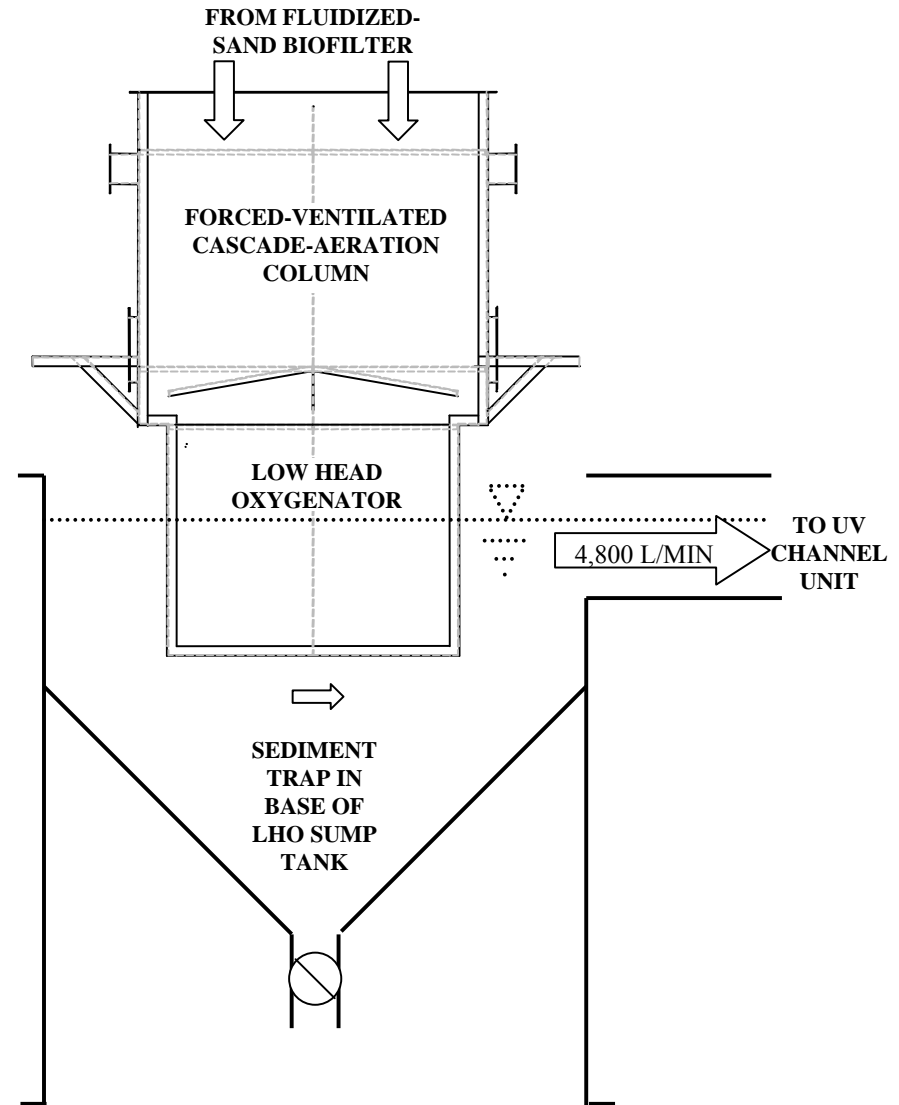 FROM FLUIDIZED-
SAND BIOFILTER
FORCED-VENTILATED
CASCADE-AERATION
COLUMN
LOW HEAD
OXYGENATOR
4,800 L/MIN
TO UV
CHANNEL
UNIT
SEDIMENT
TRAP IN
BASE OF
LHO SUMP
TANK